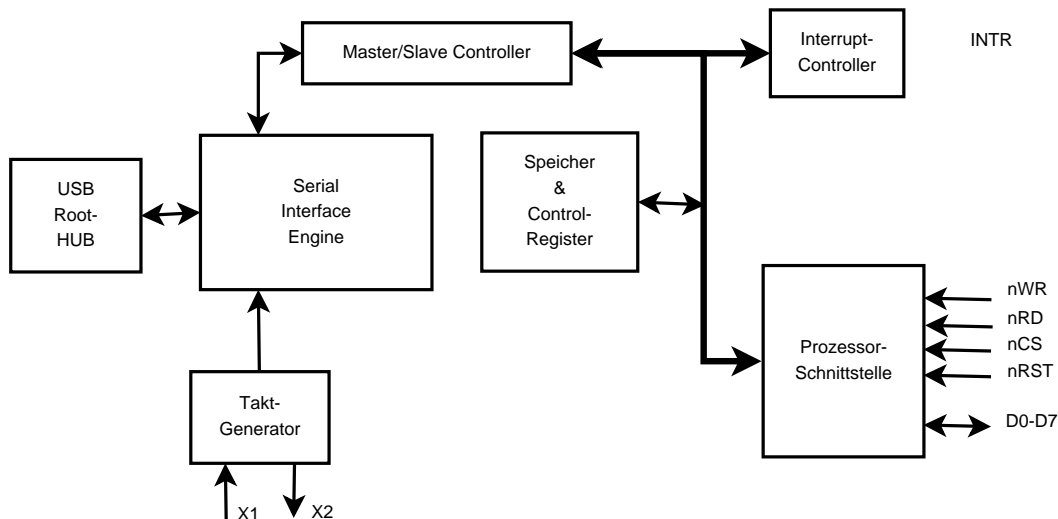 Master/Slave Controller
Interrupt-
Controller
INTR
USB
Root-
HUB
Serial
Interface
Engine
Speicher
&
Control-
Register
Prozessor-
Schnittstelle
nWR
nRD
nCS
nRST
D0-D7
Takt-
Generator
X1
X2